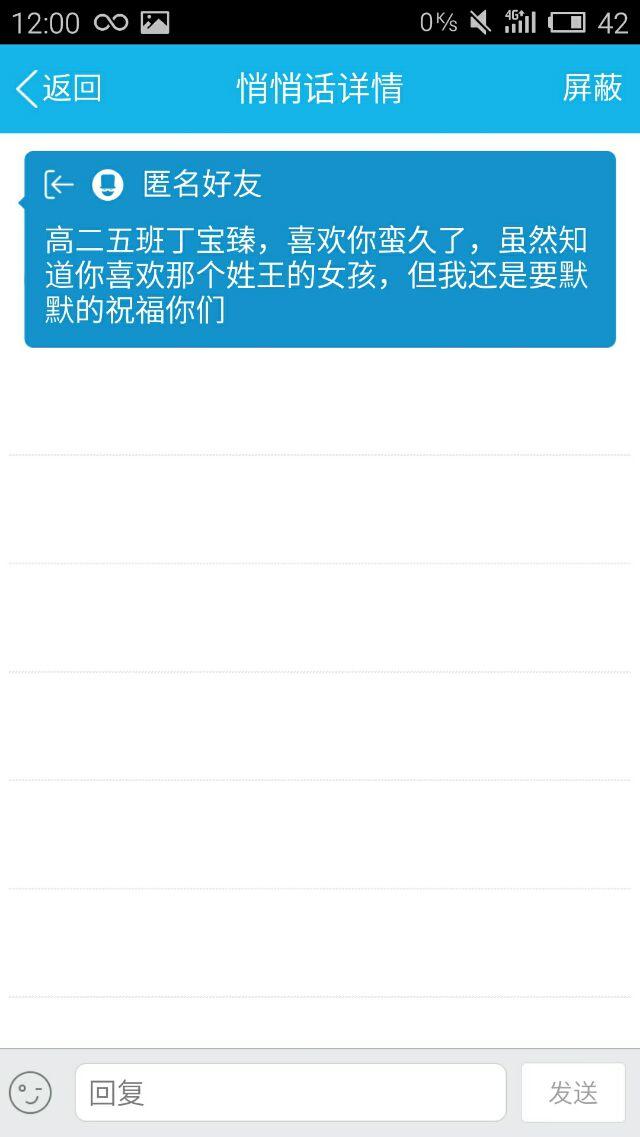 12:00 0K/s 4G 42
返回 悄悄话详情 屏蔽
匿名好友
高二五班丁宝臻，喜欢你蛮久了，虽然知
道你喜欢那个姓王的女孩，但我还是要默
默的祝福你们
回复 发送